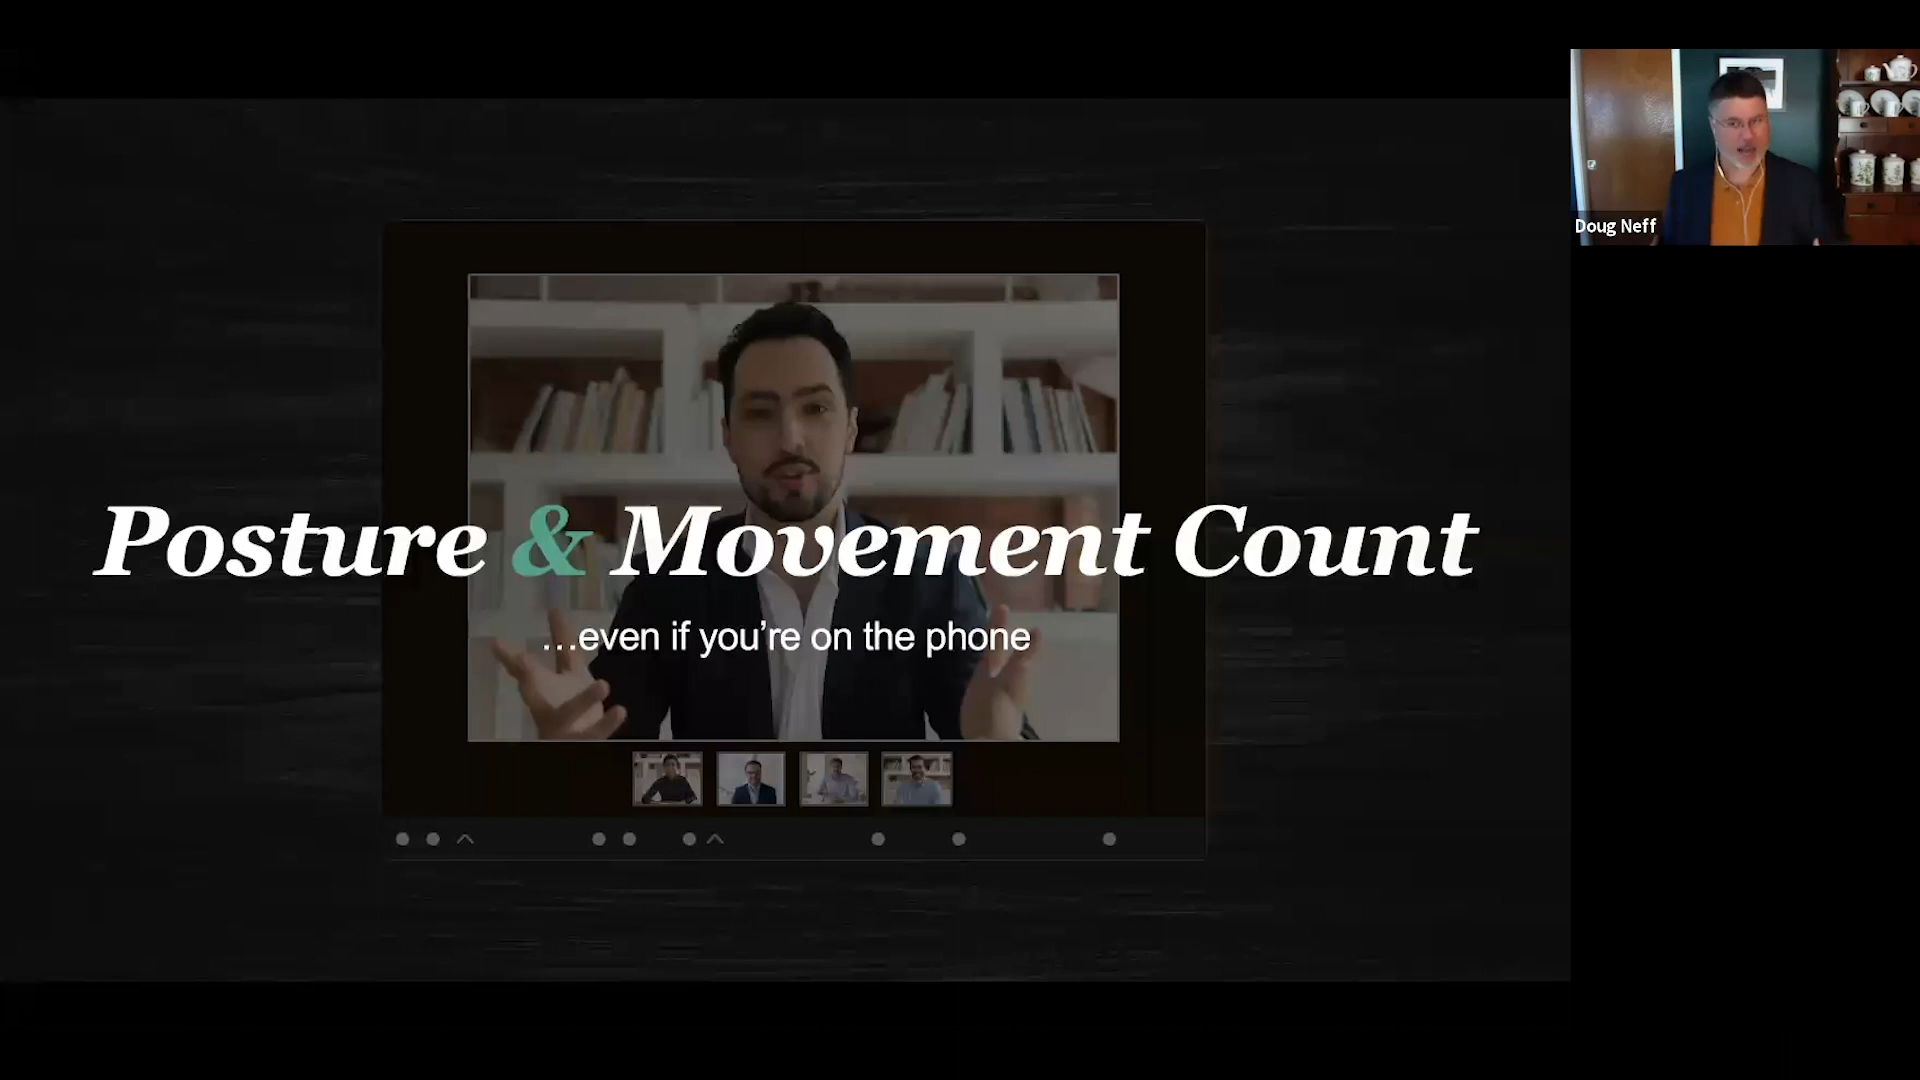 Posture & Movement Count
…even if you’re on the phone
Doug Neff